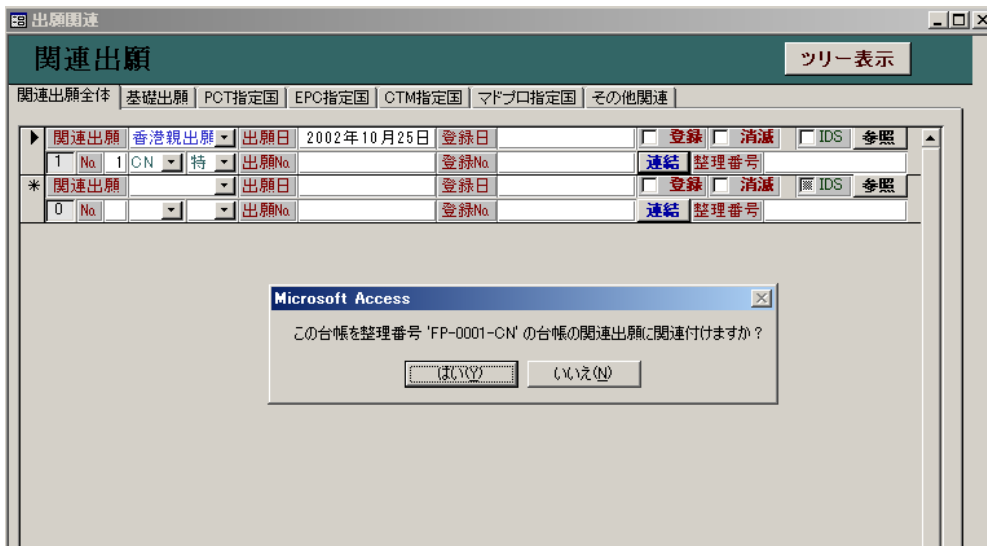 出願関連
関連出願 ツリー表示
関連出願全体 基礎出願 PCT指定国 EPC指定国 CTM指定国 マドプロ指定国 その他関連
関連出願 香港親出願 出願日 2002年10月25日 登録日 登録 消滅 IDS 参照
1 No. 1 CN 特 出願No. 登録No. 連結 整理番号
* 関連出願 出願日 登録日 登録 消滅 IDS 参照
0 No. 出願No. 登録No. 連結 整理番号
Microsoft Access
この台帳を整理番号 'FP-0001-CN' の台帳の関連出願に関連付けますか？
はい(Y) いいえ(N)